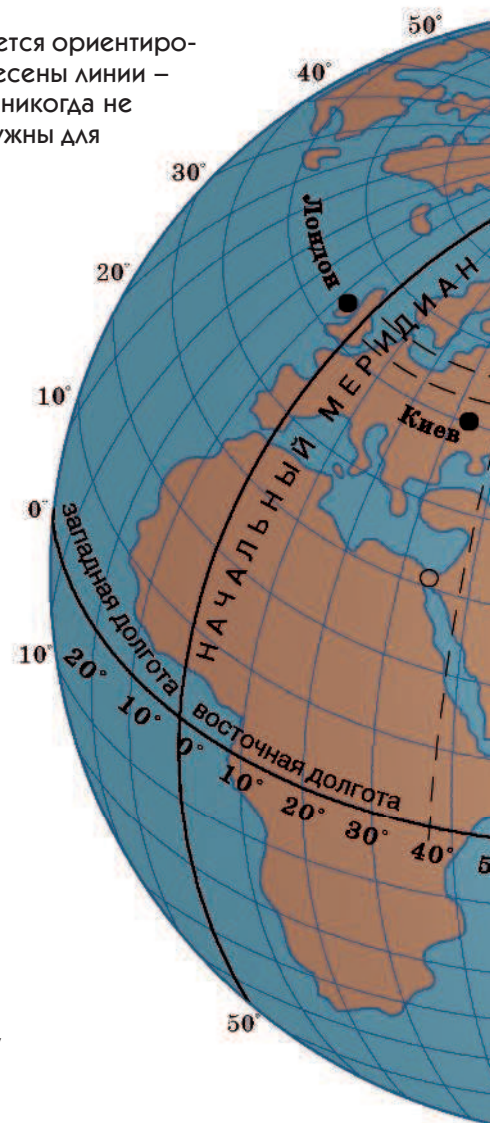 ется ориентиро-
есены линии –
никогда не
ужны для
50°
40°
30°
20°
10°
0°
10°
50°
Лондон
НАЧАЛЬНЫЙ МЕРИДИАН
Киев
западная долгота
восточная долгота
20° 10° 0° 10° 20° 30° 40° 5